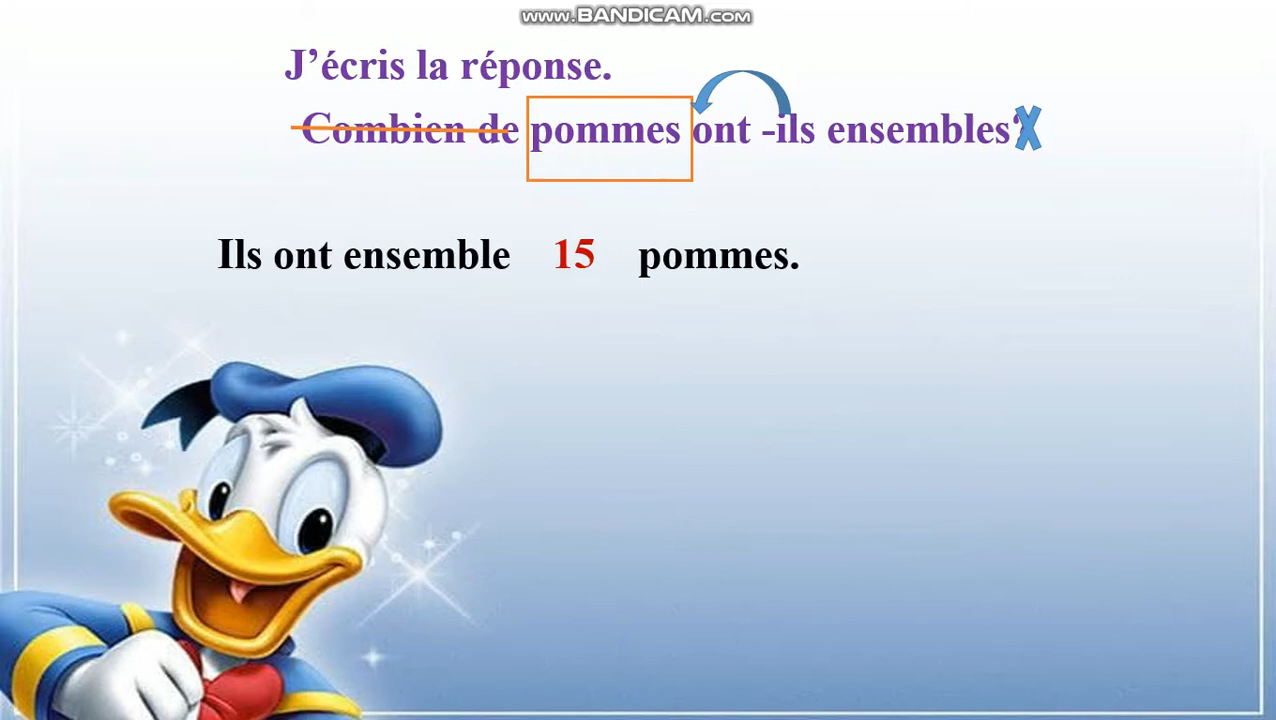 www.BANDICAM.com
J’écris la réponse.
Combien de pommes ont -ils ensembles?
Ils ont ensemble 15 pommes.